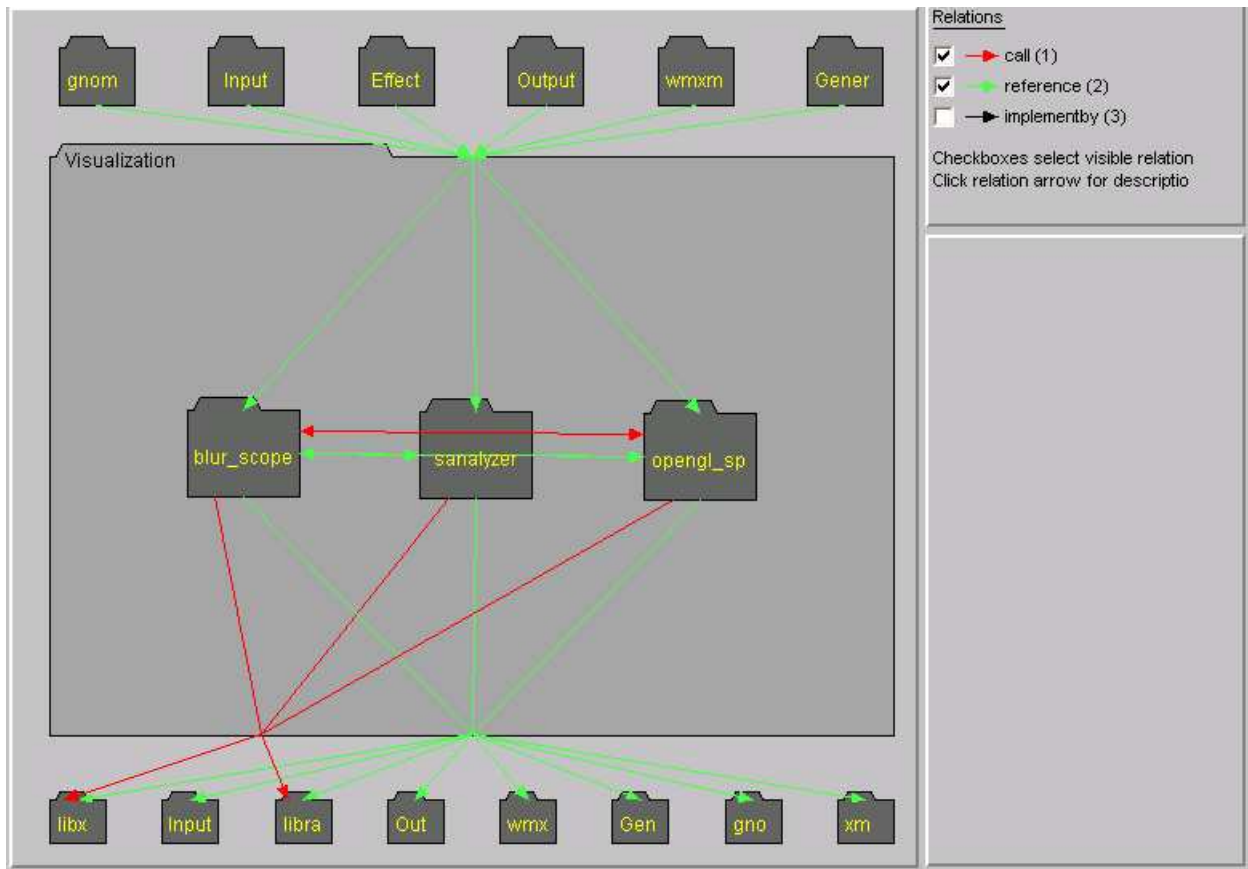 gnom Input Effect Output wmxm Gener
Visualization
blur_scope sanalyzer opengl_sp
libx Input libra Out wmx Gen gno xm
Relations
call (1)
reference (2)
implementby (3)
Checkboxes select visible relation
Click relation arrow for descriptio